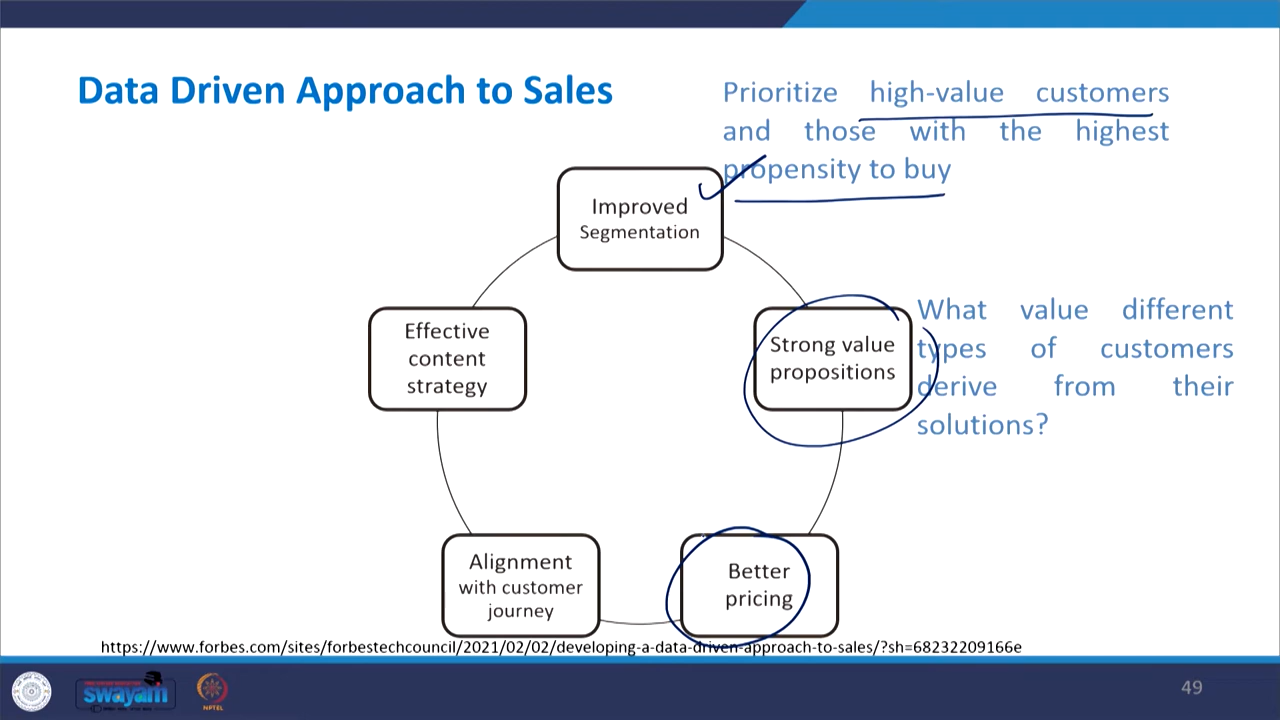 Data Driven Approach to Sales
Prioritize high-value customers
and those with the highest
propensity to buy
Improved
Segmentation
Strong value
propositions
What value different
types of customers
derive from their
solutions?
Better
pricing
Alignment
with customer
journey
Effective
content
strategy
https://www.forbes.com/sites/forbestechcouncil/2021/02/02/developing-a-data-driven-approach-to-sales/?sh=68232209166e
swayam
NPTEL
49